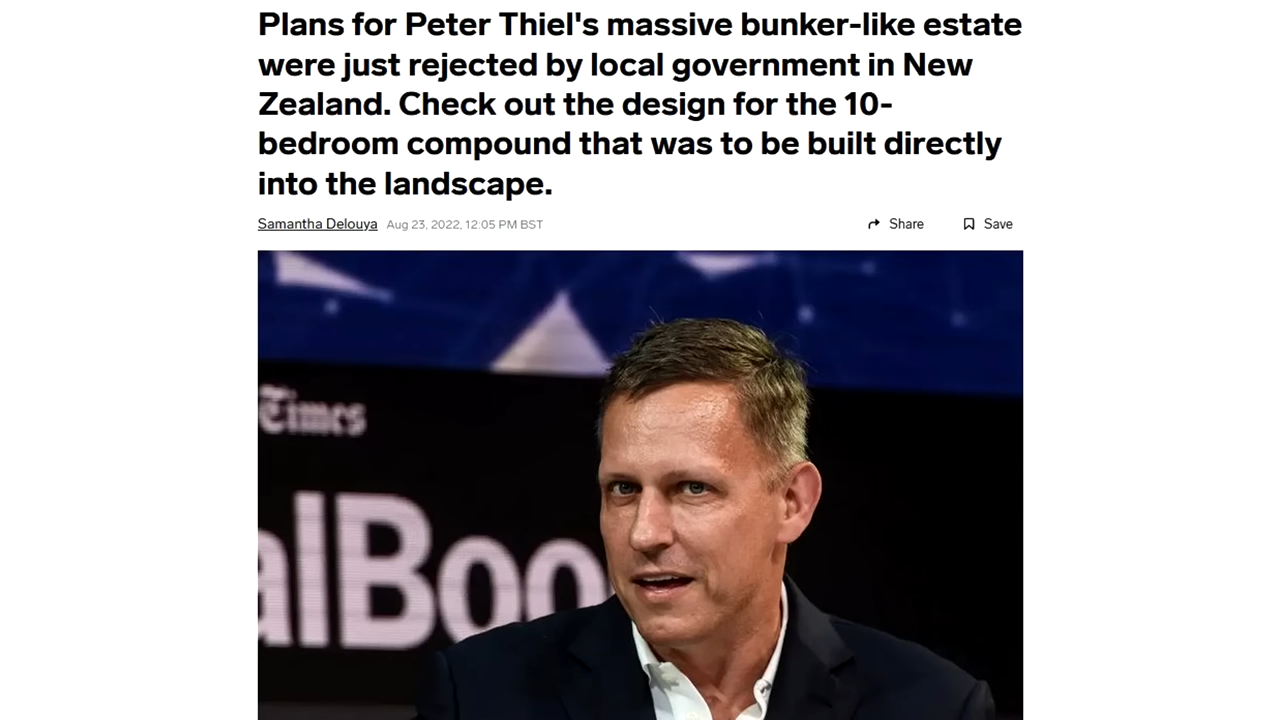 Plans for Peter Thiel's massive bunker-like estate
were just rejected by local government in New
Zealand. Check out the design for the 10-
bedroom compound that was to be built directly
into the landscape.
Samantha Delouya Aug 23, 2022, 12:05 PM BST Share Save
Times
alBoo